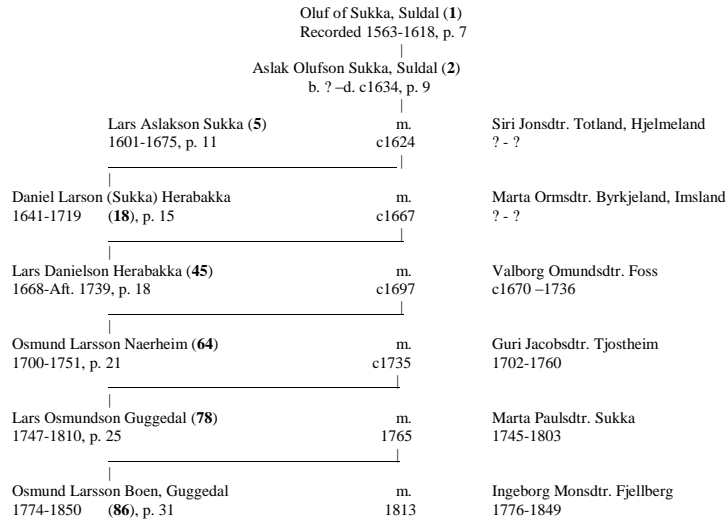 Oluf of Sukka, Suldal (1)
Recorded 1563-1618, p. 7
Aslak Olufson Sukka, Suldal (2)
b. ? –d. c1634, p. 9
Lars Aslakson Sukka (5) m. Siri Jonsdtr. Totland, Hjelmeland
1601-1675, p. 11 c1624 ? - ?
Daniel Larson (Sukka) Herabakka m. Marta Ormsdtr. Byrkjeland, Imsland
1641-1719 (18), p. 15 c1667 ? - ?
Lars Danielson Herabakka (45) m. Valborg Omundsdtr. Foss
1668-Aft. 1739, p. 18 c1697 c1670 –1736
Osmund Larsson Naerheim (64) m. Guri Jacobsdtr. Tjostheim
1700-1751, p. 21 c1735 1702-1760
Lars Osmundson Guggedal (78) m. Marta Paulsdtr. Sukka
1747-1810, p. 25 1765 1745-1803
Osmund Larsson Boen, Guggedal m. Ingeborg Monsdtr. Fjellberg
1774-1850 (86), p. 31 1813 1776-1849